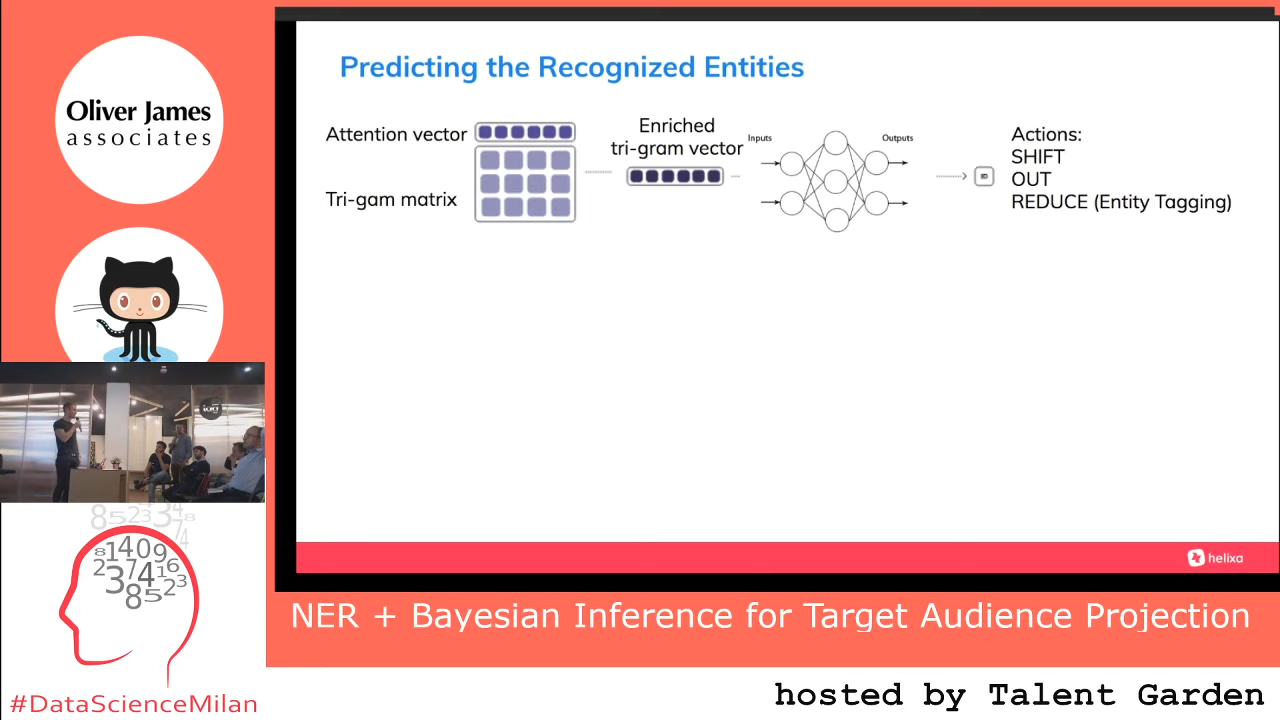 Oliver James
associates
Predicting the Recognized Entities
Attention vector
Tri-gam matrix
Enriched
tri-gram vector
Inputs
Outputs
Actions:
SHIFT
OUT
REDUCE (Entity Tagging)
helixa
NER + Bayesian Inference for Target Audience Projection
#DataScienceMilan
hosted by Talent Garden